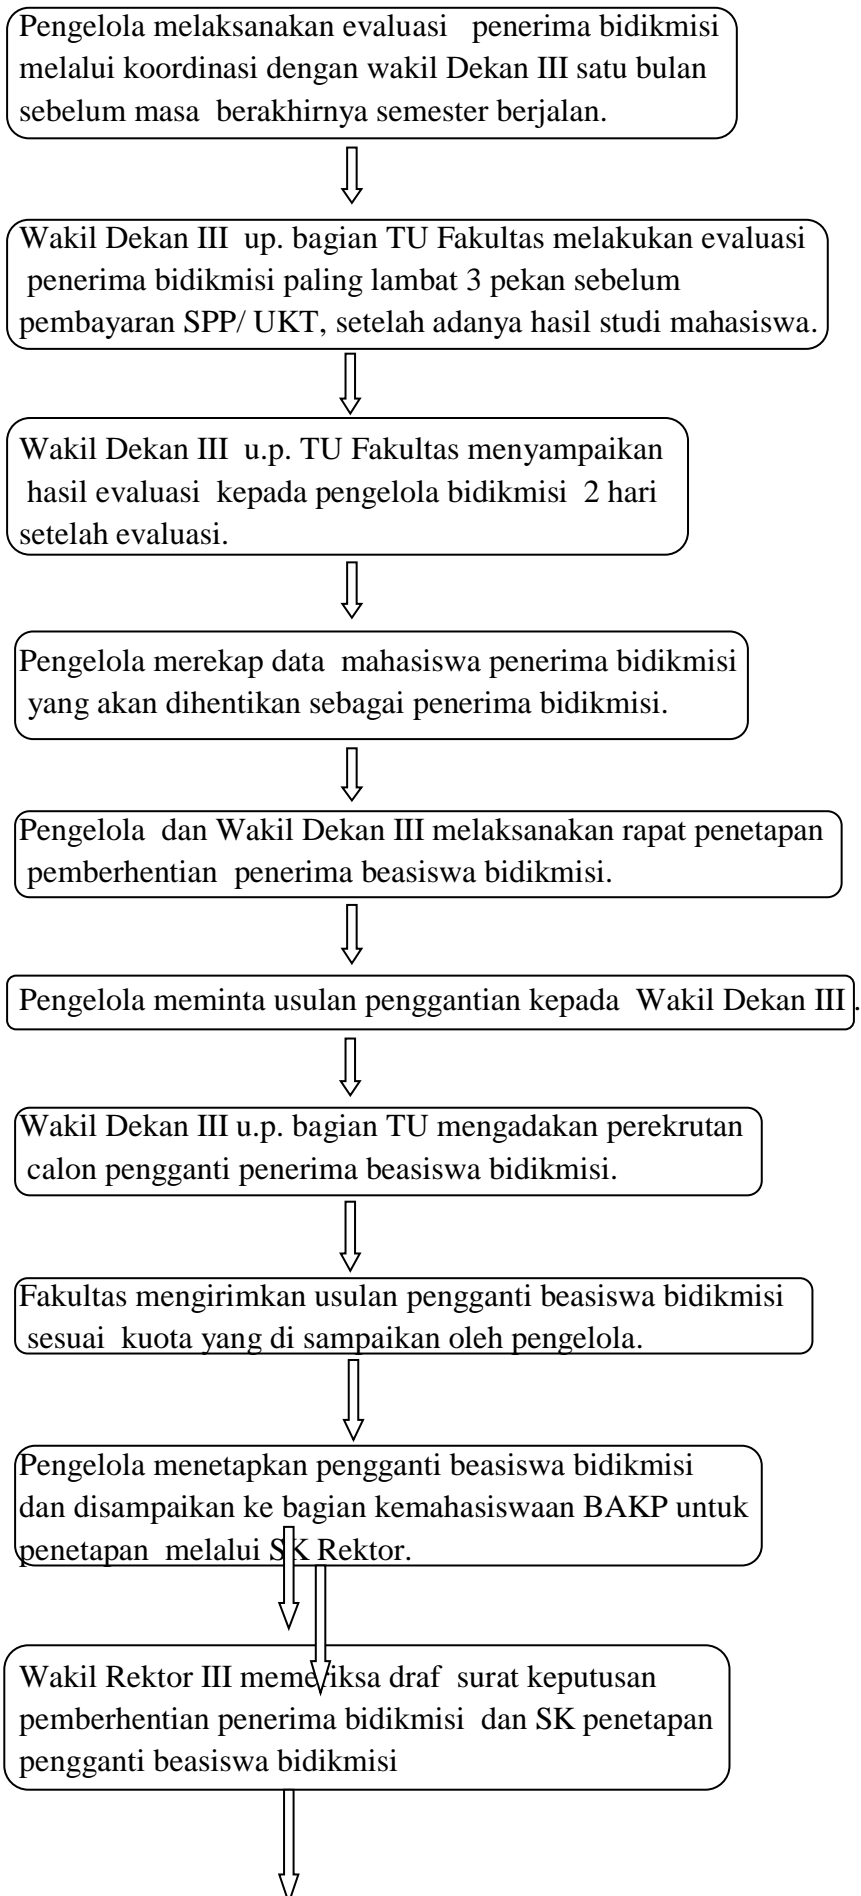 Pengelola melaksanakan evaluasi penerima bidikmisi
melalui koordinasi dengan wakil Dekan III satu bulan
sebelum masa berakhirnya semester berjalan.
Wakil Dekan III up. bagian TU Fakultas melakukan evaluasi
penerima bidikmisi paling lambat 3 pekan sebelum
pembayaran SPP/ UKT, setelah adanya hasil studi mahasiswa.
Wakil Dekan III u.p. TU Fakultas menyampaikan
hasil evaluasi kepada pengelola bidikmisi 2 hari
setelah evaluasi.
Pengelola merekap data mahasiswa penerima bidikmisi
yang akan dihentikan sebagai penerima bidikmisi.
Pengelola dan Wakil Dekan III melaksanakan rapat penetapan
pemberhentian penerima beasiswa bidikmisi.
Pengelola meminta usulan penggantian kepada Wakil Dekan III .
Wakil Dekan III u.p. bagian TU mengadakan perekrutan
calon pengganti penerima beasiswa bidikmisi.
Fakultas mengirimkan usulan pengganti beasiswa bidikmisi
sesuai kuota yang di sampaikan oleh pengelola.
Pengelola menetapkan pengganti beasiswa bidikmisi
dan disampaikan ke bagian kemahasiswaan BAKP untuk
penetapan melalui SK Rektor.
Wakil Rektor III memeriksa draf surat keputusan
pemberhentian penerima bidikmisi dan SK penetapan
pengganti beasiswa bidikmisi